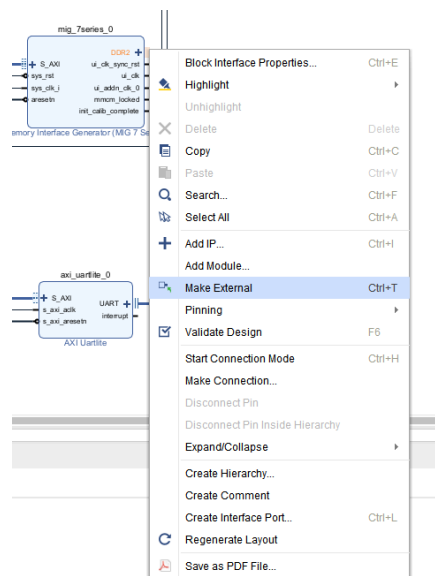 mig_7series_0
DDR2
S_AXI
ui_clk_sync_rst
sys_rst
ui_clk
sys_clk_i
ui_addn_clk_0
aresetn
mmcm_locked
init_calib_complete
emory Interface Generator (MIG 7 Se
axi_uartlite_0
S_AXI
UART
s_axi_aclk
interrupt
s_axi_aresetn
AXI Uartlite
Block Interface Properties... Ctrl+E
Highlight
Unhighlight
Delete Delete
Copy Ctrl+C
Paste Ctrl+V
Search... Ctrl+F
Select All Ctrl+A
Add IP... Ctrl+I
Add Module...
Make External Ctrl+T
Pinning
Validate Design F6
Start Connection Mode Ctrl+H
Make Connection...
Disconnect Pin
Disconnect Pin Inside Hierarchy
Expand/Collapse
Create Hierarchy...
Create Comment
Create Interface Port... Ctrl+L
Regenerate Layout
Save as PDF File...